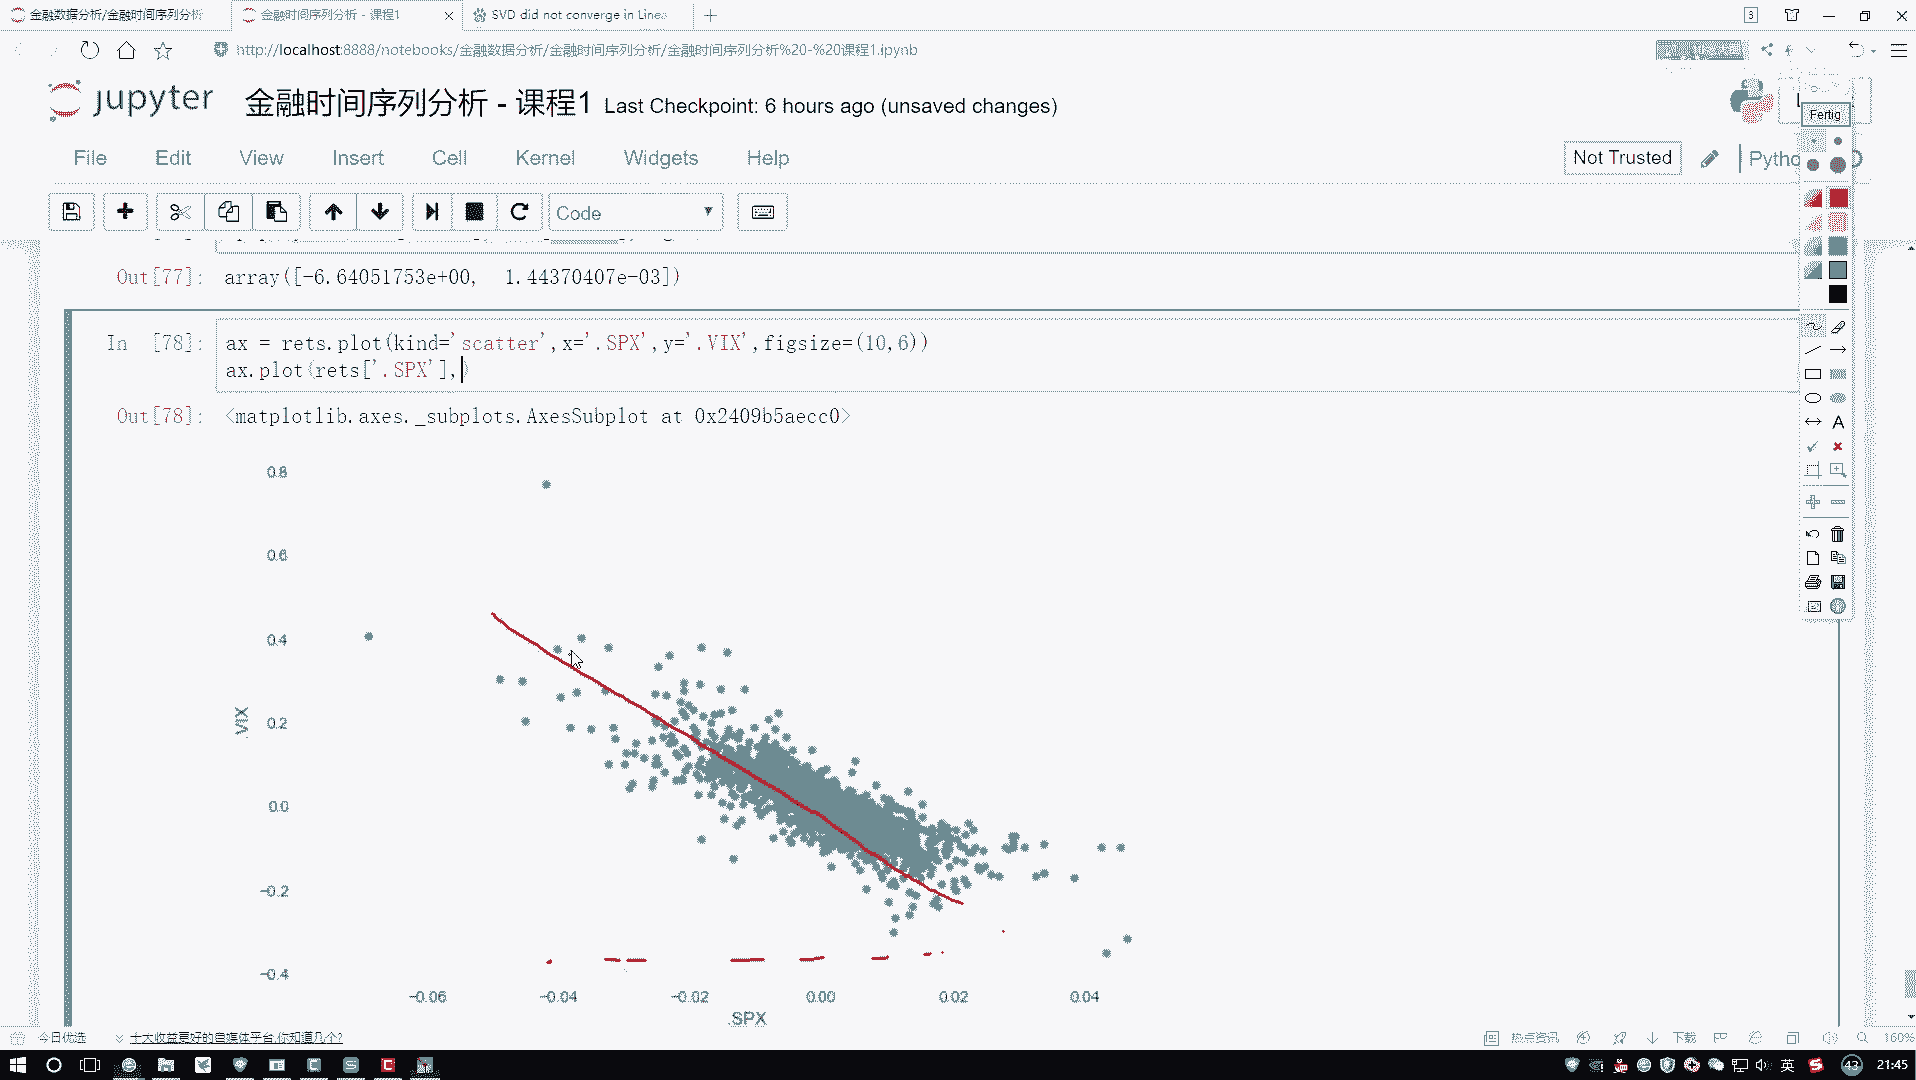 金融数据分析/金融时间序列分析
金融时间序列分析 - 课程1
SVD did not converge in Linea
3
http://localhost:8888/notebooks/金融数据分析/金融时间序列分析/金融时间序列分析%20-%20课程1.ipynb
jupyter 金融时间序列分析 - 课程1 Last Checkpoint: 6 hours ago (unsaved changes)
Fertig
File Edit View Insert Cell Kernel Widgets Help
Not Trusted
Pytho
Code
Out[77]: array([-6.64051753e+00, 1.44370407e-03])
In [78]: ax = rets.plot(kind='scatter',x='.SPX',y='.VIX',figsize=(10,6))
ax.plot(rets['.SPX'],)
Out[78]: <matplotlib.axes._subplots.AxesSubplot at 0x2409b5aecc0>
0.8
0.6
0.4
0.2
0.0
-0.2
-0.4
.VIX
-0.06 -0.04 -0.02 0.00 0.02 0.04
.SPX
今日优选
十大收益更好的自媒体平台,你知道几个?
热点资讯
下载
160%
英
43
21:45